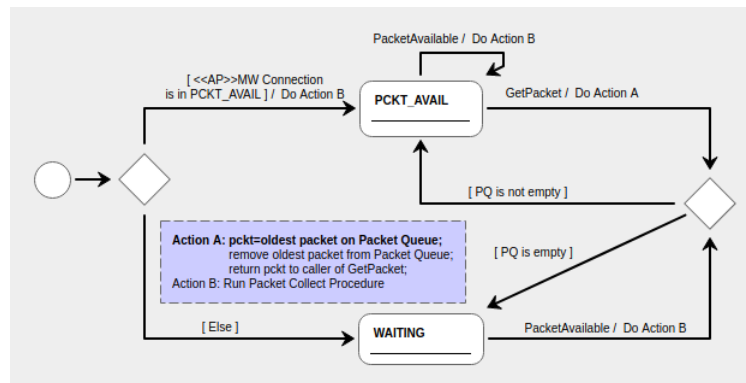 PacketAvailable / Do Action B
[ <<AP>>MW Connection
is in PCKT_AVAIL ] / Do Action B
PCKT_AVAIL
GetPacket / Do Action A
[ PQ is not empty ]
Action A: pckt=oldest packet on Packet Queue;
remove oldest packet from Packet Queue;
return pckt to caller of GetPacket;
Action B: Run Packet Collect Procedure
[ PQ is empty ]
[ Else ]
WAITING
PacketAvailable / Do Action B